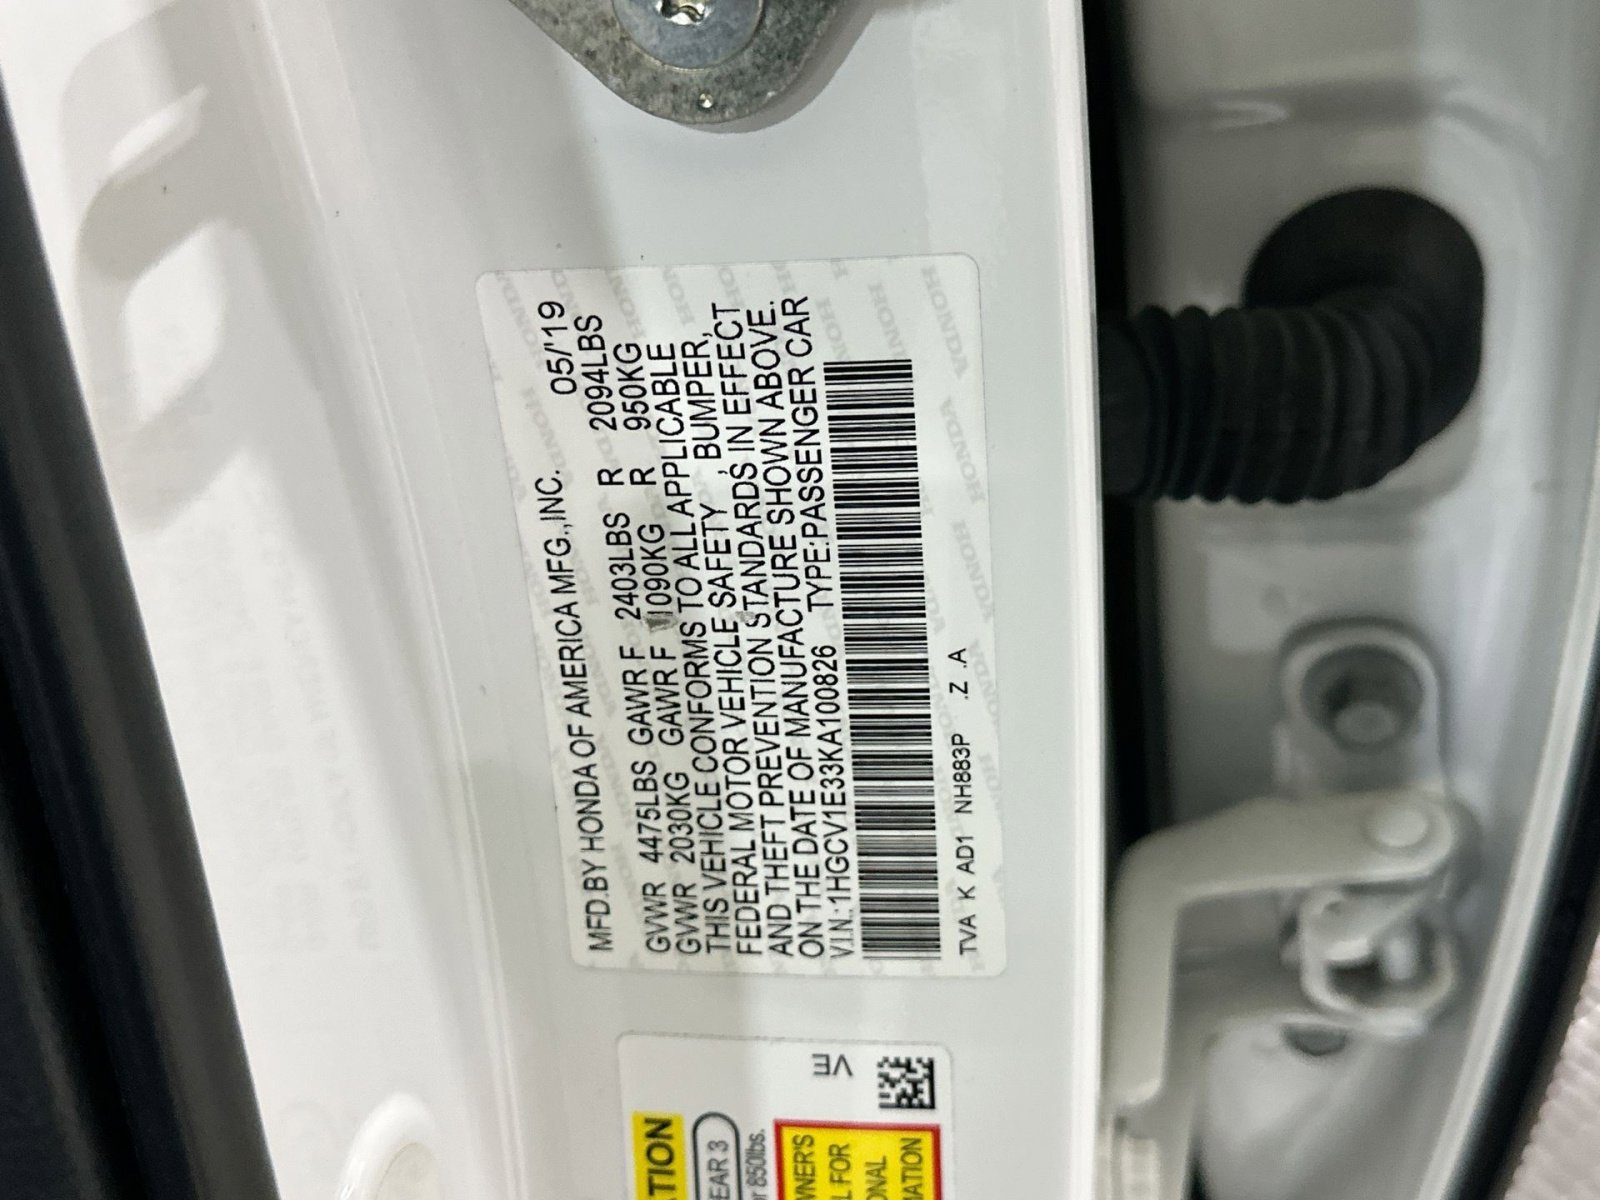 MFD.BY HONDA OF AMERICA MFG.,INC. 05/'19
GVWR 4475LBS GAWR F 2403LBS R 2094LBS
GVWR 2030KG GAWR F 1090KG R 950KG
THIS VEHICLE CONFORMS TO ALL APPLICABLE
FEDERAL MOTOR VEHICLE SAFETY, BUMPER,
AND THEFT PREVENTION STANDARDS IN EFFECT
ON THE DATE OF MANUFACTURE SHOWN ABOVE.
V.I.N.:1HGCV1E33KA100826 TYPE:PASSENGER CAR
TVA K AD1 NH883P .Z .A
VE
850lbs.